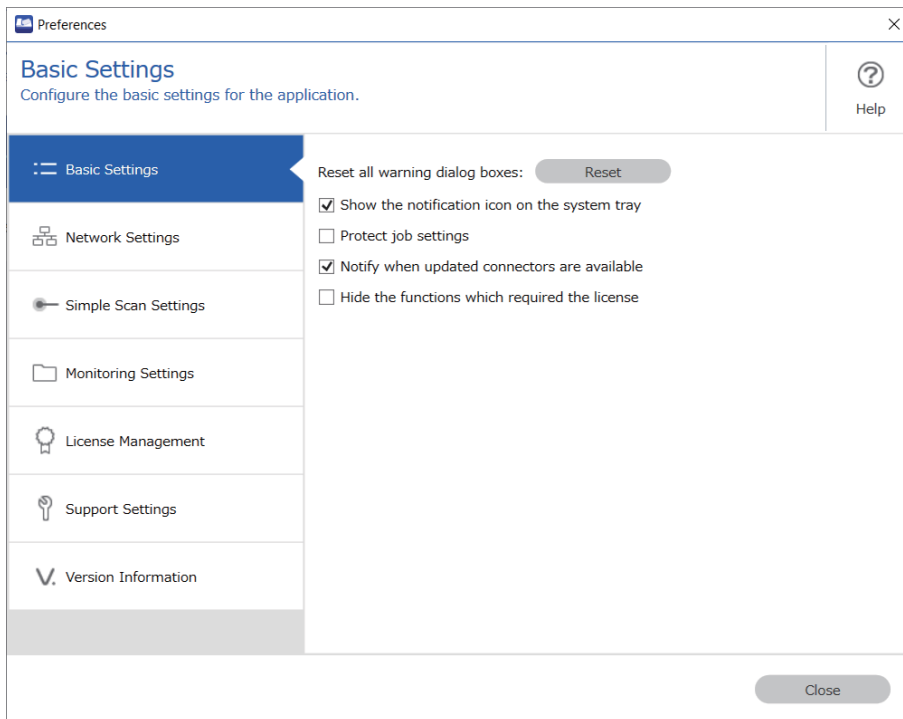 Preferences
Basic Settings
Configure the basic settings for the application.
Help
Basic Settings
Network Settings
Simple Scan Settings
Monitoring Settings
License Management
Support Settings
V. Version Information
Reset all warning dialog boxes: Reset
Show the notification icon on the system tray
Protect job settings
Notify when updated connectors are available
Hide the functions which required the license
Close